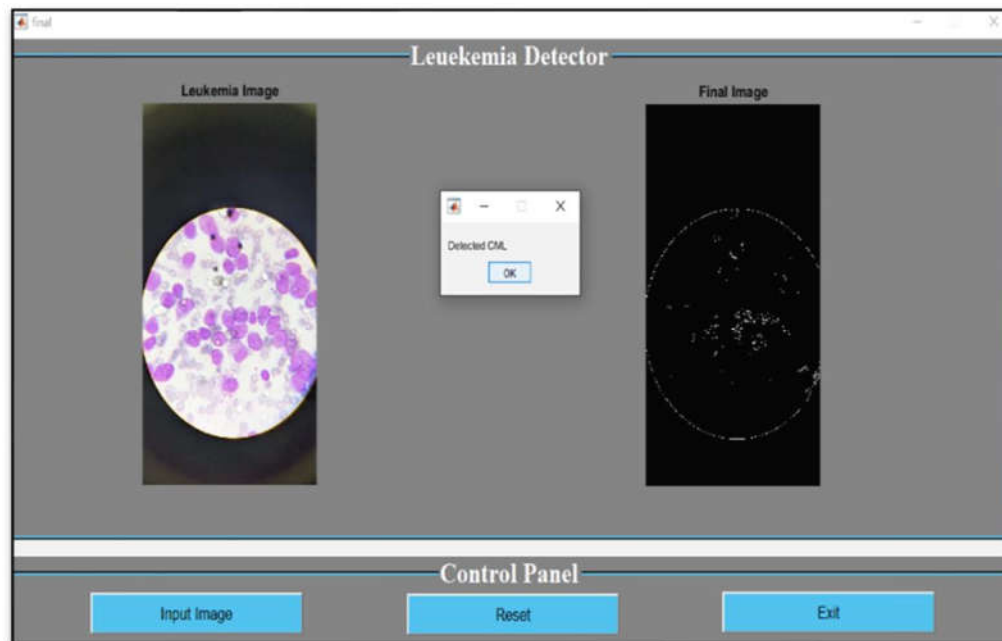 final
Leuekemia Detector
Leukemia Image
Final Image
Detected CML
OK
Control Panel
Input Image
Reset
Exit